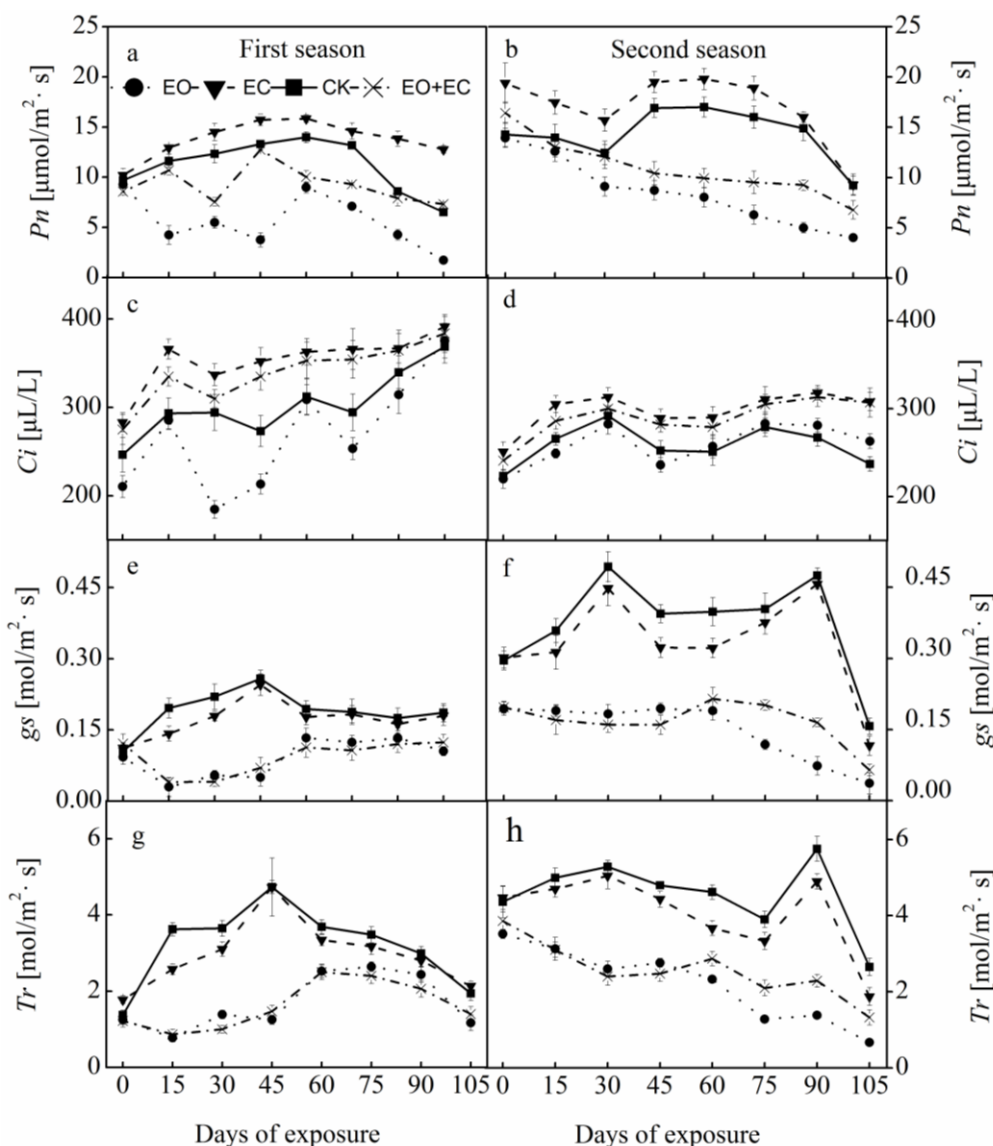 a First season
EO EC CK EO+EC
Pn [μmol/m²· s]
25
20
15
10
5
0
b Second season
25
20
15
10
5
0
Pn [μmol/m²· s]
c
Ci [μL/L]
400
300
200
d
400
300
200
Ci [μL/L]
e
gs [mol/m²· s]
0.45
0.30
0.15
0.00
f
0.45
0.30
0.15
0.00
gs [mol/m²· s]
g
Tr [mol/m²· s]
6
4
2
0
h
6
4
2
0
Tr [mol/m²· s]
0 15 30 45 60 75 90 105
0 15 30 45 60 75 90 105
Days of exposure
Days of exposure